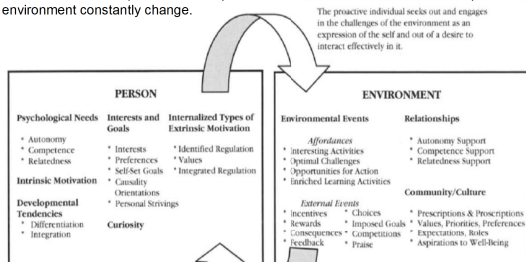 environment constantly change.
The proactive individual seeks out and engages
in the challenges of the environment as an
expression of the self and out of a desire to
interact effectively in it.
PERSON
Psychological Needs
* Autonomy
* Competence
* Relatedness
Intrinsic Motivation
Developmental
Tendencies
* Differentiation
* Integration
Interests and
Goals
* Interests
* Preferences
* Self-Set Goals
* Causality
Orientations
* Personal Strivings
Curiosity
Internalized Types of
Extrinsic Motivation
* Identified Regulation
* Values
* Integrated Regulation
ENVIRONMENT
Environmental Events
Affordances
* Interesting Activities
* Optimal Challenges
* Opportunities for Action
* Enriched Learning Activities
External Events
* Incentives
* Rewards
* Consequences
* Feedback
* Choices
* Imposed Goals
* Competitions
* Praise
Relationships
* Autonomy Support
* Competence Support
* Relatedness Support
Community/Culture
* Prescriptions & Proscriptions
* Values, Priorities, Preferences
* Expectations, Roles
* Aspirations to Well-Being